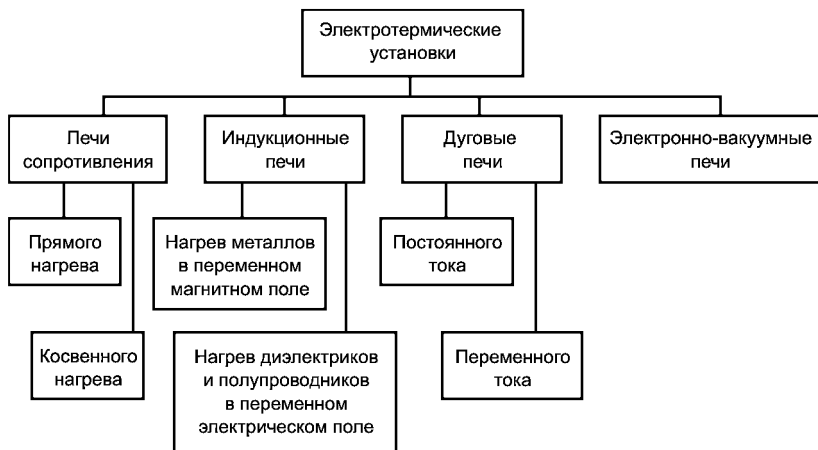 Электротермические
установки
Печи
сопротивления
Индукционные
печи
Дуговые
печи
Электронно-вакуумные
печи
Прямого
нагрева
Нагрев металлов
в переменном
магнитном поле
Постоянного
тока
Косвенного
нагрева
Нагрев диэлектриков
и полупроводников
в переменном
электрическом поле
Переменного
тока